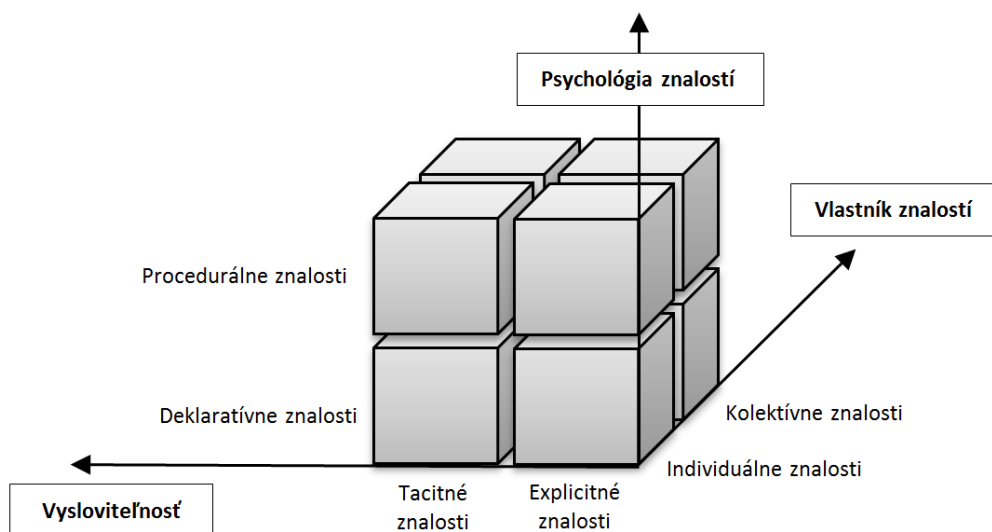 Psychológia znalostí
Vlastník znalostí
Procedurálne znalosti
Deklaratívne znalosti
Kolektívne znalosti
Individuálne znalosti
Tacitné
znalosti
Explicitné
znalosti
Vysloviteľnosť